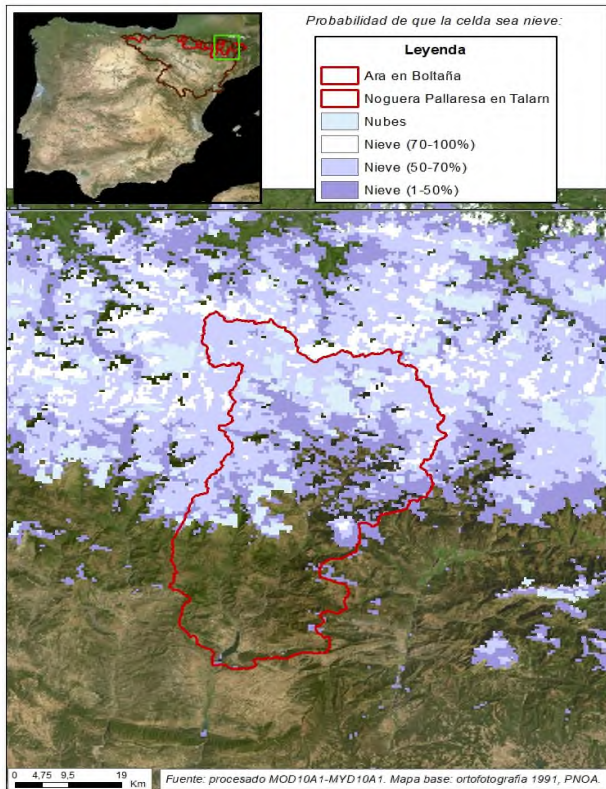 Probabilidad de que la celda sea nieve:
Leyenda
Ara en Boltaña
Noguera Pallaresa en Talarn
Nubes
Nieve (70-100%)
Nieve (50-70%)
Nieve (1-50%)
0 4,75 9,5 19
Km
Fuente: procesado MOD10A1-MYD10A1. Mapa base: ortofotografía 1991, PNOA.